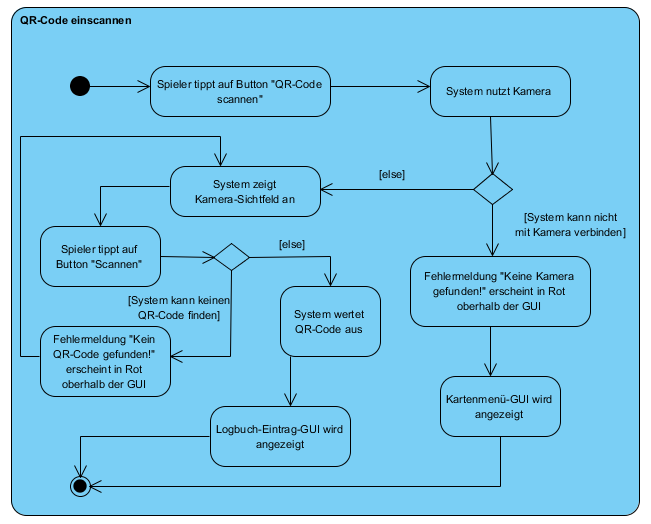 QR-Code einscannen
Spieler tippt auf Button "QR-Code
scannen"
System nutzt Kamera
[else]
System zeigt
Kamera-Sichtfeld an
[System kann nicht
mit Kamera verbinden]
Spieler tippt auf
Button "Scannen"
[else]
[System kann keinen
QR-Code finden]
Fehlermeldung "Keine Kamera
gefunden!" erscheint in Rot
oberhalb der GUI
System wertet
QR-Code aus
Fehlermeldung "Kein
QR-Code gefunden!"
erscheint in Rot
oberhalb der GUI
Kartenmenü-GUI wird
angezeigt
Logbuch-Eintrag-GUI wird
angezeigt